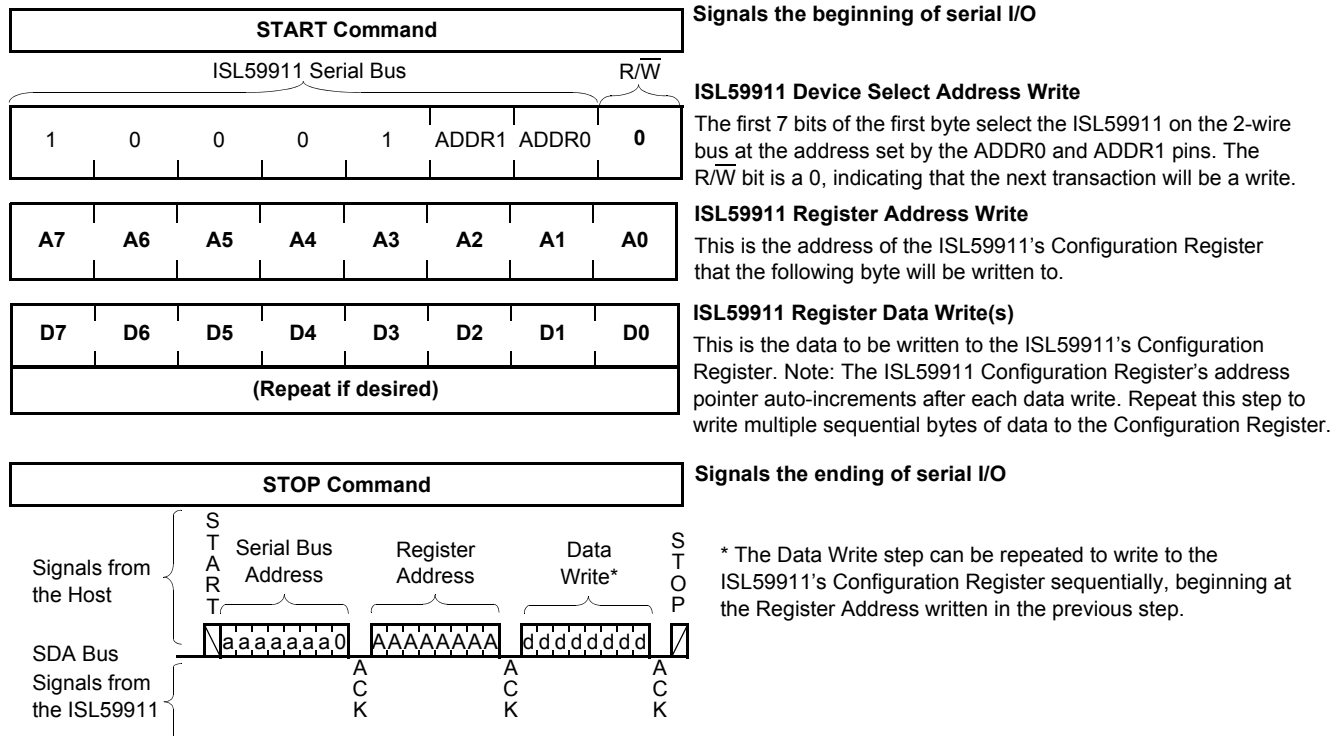 START Command
Signals the beginning of serial I/O
ISL59911 Serial Bus
R/W̅
1 0 0 0 1 ADDR1 ADDR0 0
ISL59911 Device Select Address Write
The first 7 bits of the first byte select the ISL59911 on the 2-wire
bus at the address set by the ADDR0 and ADDR1 pins. The
R/W̅ bit is a 0, indicating that the next transaction will be a write.
A7 A6 A5 A4 A3 A2 A1 A0
ISL59911 Register Address Write
This is the address of the ISL59911’s Configuration Register
that the following byte will be written to.
D7 D6 D5 D4 D3 D2 D1 D0
(Repeat if desired)
ISL59911 Register Data Write(s)
This is the data to be written to the ISL59911’s Configuration
Register. Note: The ISL59911 Configuration Register’s address
pointer auto-increments after each data write. Repeat this step to
write multiple sequential bytes of data to the Configuration Register.
STOP Command
Signals the ending of serial I/O
Signals from
the Host
START
Serial Bus
Address
Register
Address
Data
Write*
STOP
* The Data Write step can be repeated to write to the
ISL59911’s Configuration Register sequentially, beginning at
the Register Address written in the previous step.
SDA Bus
a a a a a a a 0 A A A A A A A A d d d d d d d d
Signals from
the ISL59911
ACK
ACK
ACK